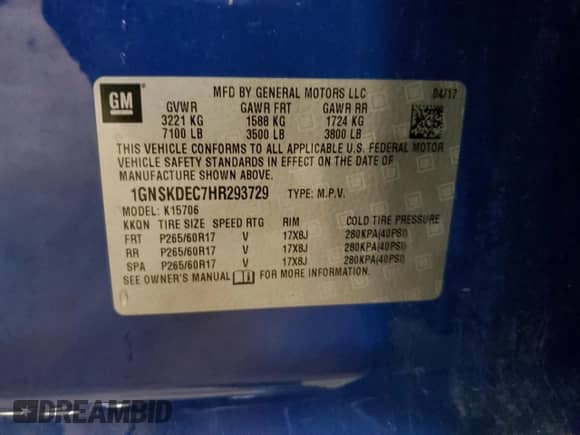 GM
MFD BY GENERAL MOTORS LLC 04/17
GVWR GAWR FRT GAWR RR
3221 KG 1588 KG 1724 KG
7100 LB 3500 LB 3800 LB
THIS VEHICLE CONFORMS TO ALL APPLICABLE U.S. FEDERAL MOTOR
VEHICLE SAFETY STANDARDS IN EFFECT ON THE DATE OF
MANUFACTURE SHOWN ABOVE.
1GNSKDEC7HR293729 TYPE: M.P.V.
MODEL: K15706
KKQN TIRE SIZE SPEED RTG RIM COLD TIRE PRESSURE
FRT P265/60R17 V 17X8J 280KPA(40PSI)
RR P265/60R17 V 17X8J 280KPA(40PSI)
SPA P265/60R17 V 17X8J 280KPA(40PSI)
SEE OWNER'S MANUAL FOR MORE INFORMATION
DREAMBID